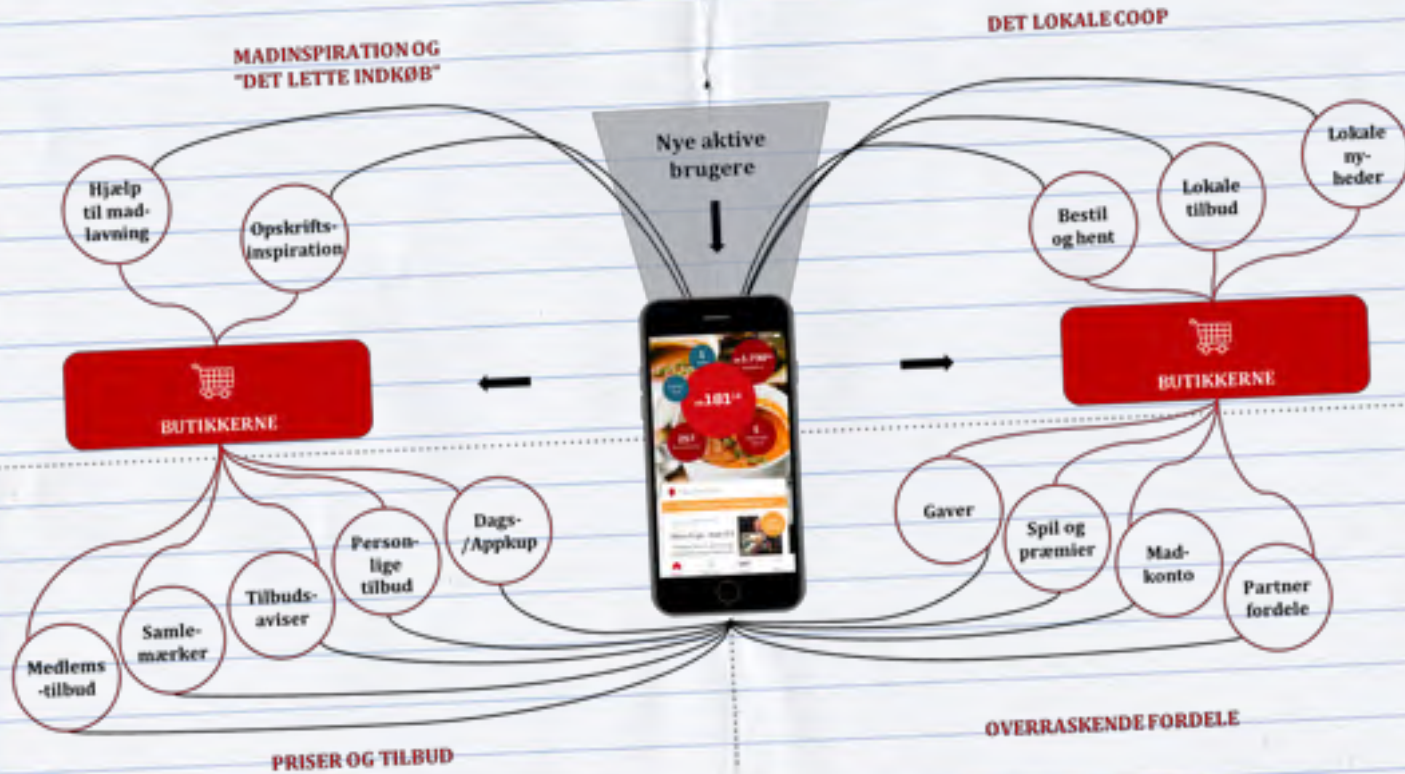 MADINSPIRATION OG
"DET LETTE INDKØB"
DET LOKALE COOP
Nye aktive
brugere
Hjælp
til mad-
lavning
Opskrifts-
inspiration
Bestil
og hent
Lokale
tilbud
Lokale
ny-
heder
BUTIKKERNE
BUTIKKERNE
181
Medlems
-tilbud
Samle-
mærker
Tilbuds-
aviser
Person-
lige
tilbud
Dags-
/Appkup
Gaver
Spil og
præmier
Mad-
konto
Partner
fordele
PRISER OG TILBUD
OVERRASKENDE FORDELE